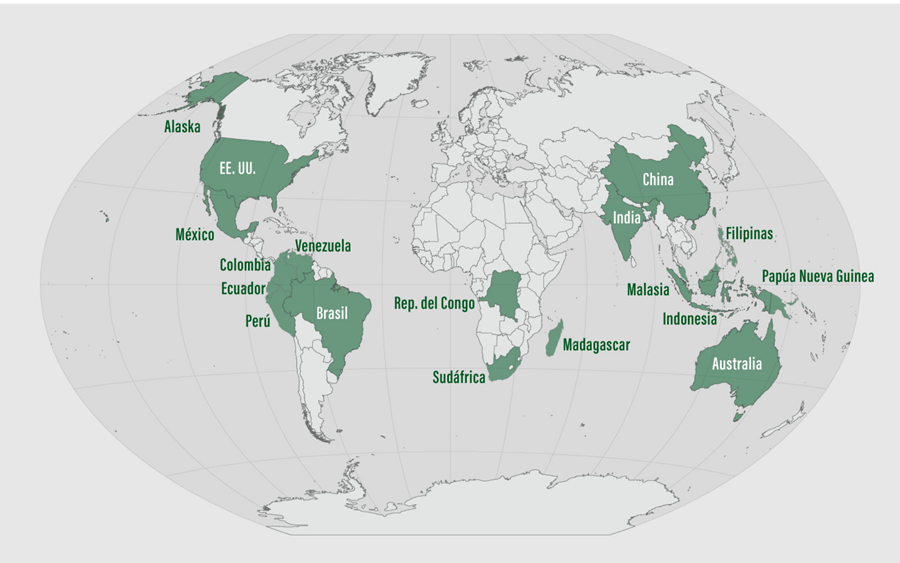 Alaska
EE. UU.
China
India
México
Filipinas
Venezuela
Colombia
Papúa Nueva Guinea
Ecuador
Malasia
Rep. del Congo
Brasil
Perú
Indonesia
Madagascar
Australia
Sudáfrica